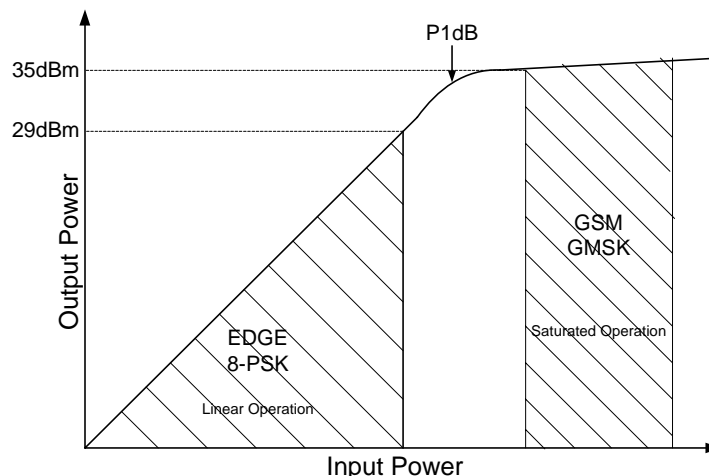 P1dB
35dBm
29dBm
Output Power
GSM
GMSK
Saturated Operation
EDGE
8-PSK
Linear Operation
Input Power